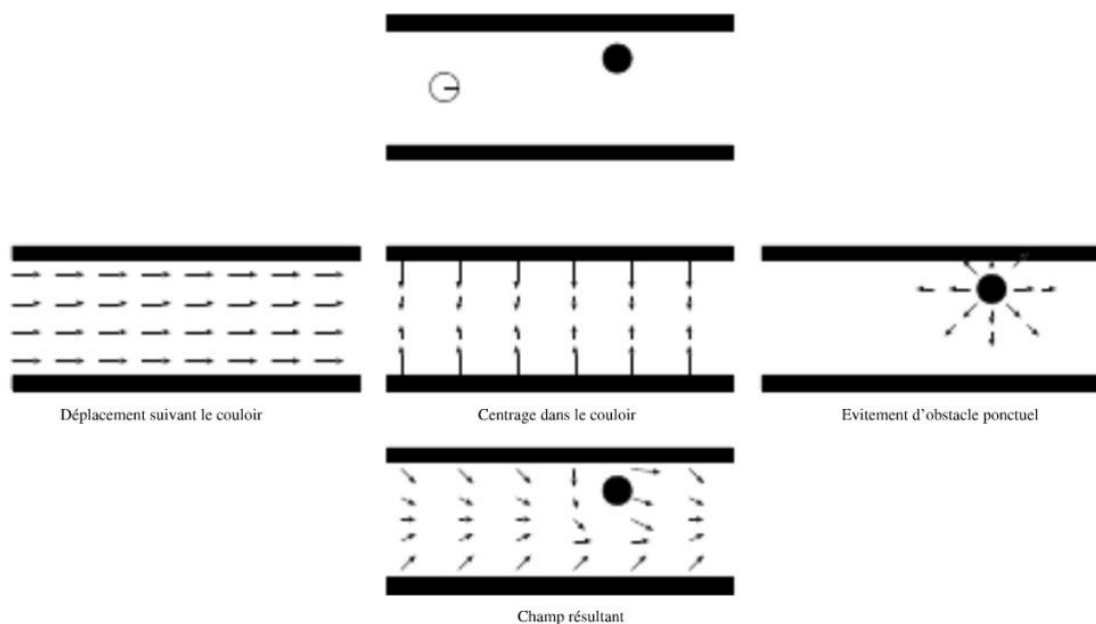 Déplacement suivant le couloir
Centrage dans le couloir
Evitement d'obstacle ponctuel
Champ résultant